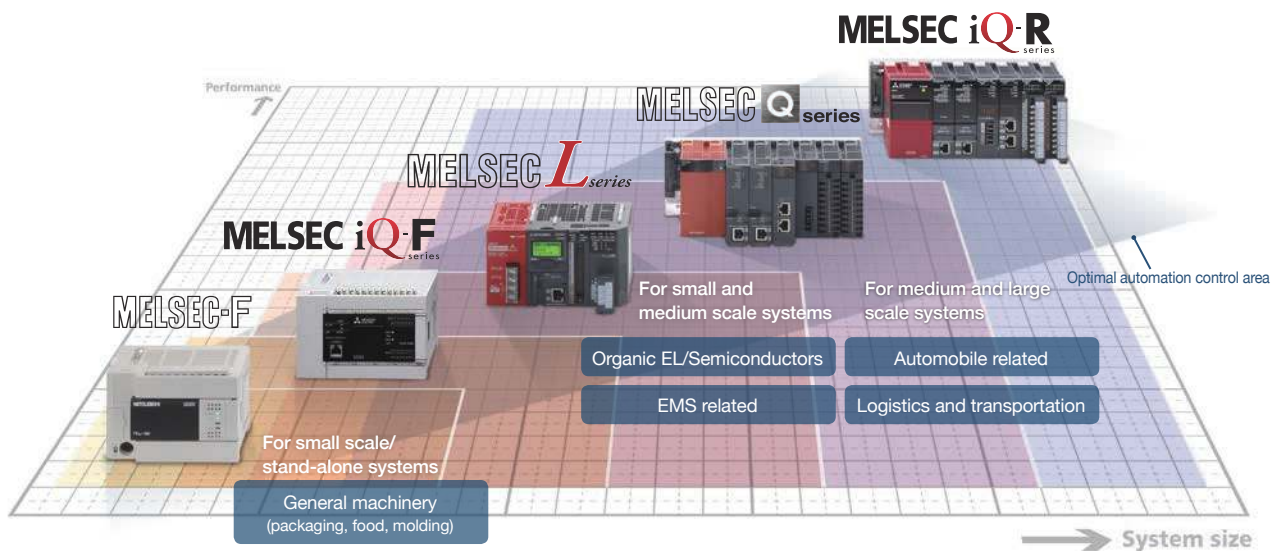 MELSEC iQ-R
series
Performance
MELSEC Q series
MELSEC L series
MELSEC iQ-F
series
Optimal automation control area
For small and
medium scale systems
For medium and large
scale systems
MELSEC-F
Organic EL/Semiconductors
Automobile related
EMS related
Logistics and transportation
MITSUBISHI
For small scale/
stand-alone systems
General machinery
(packaging, food, molding)
System size